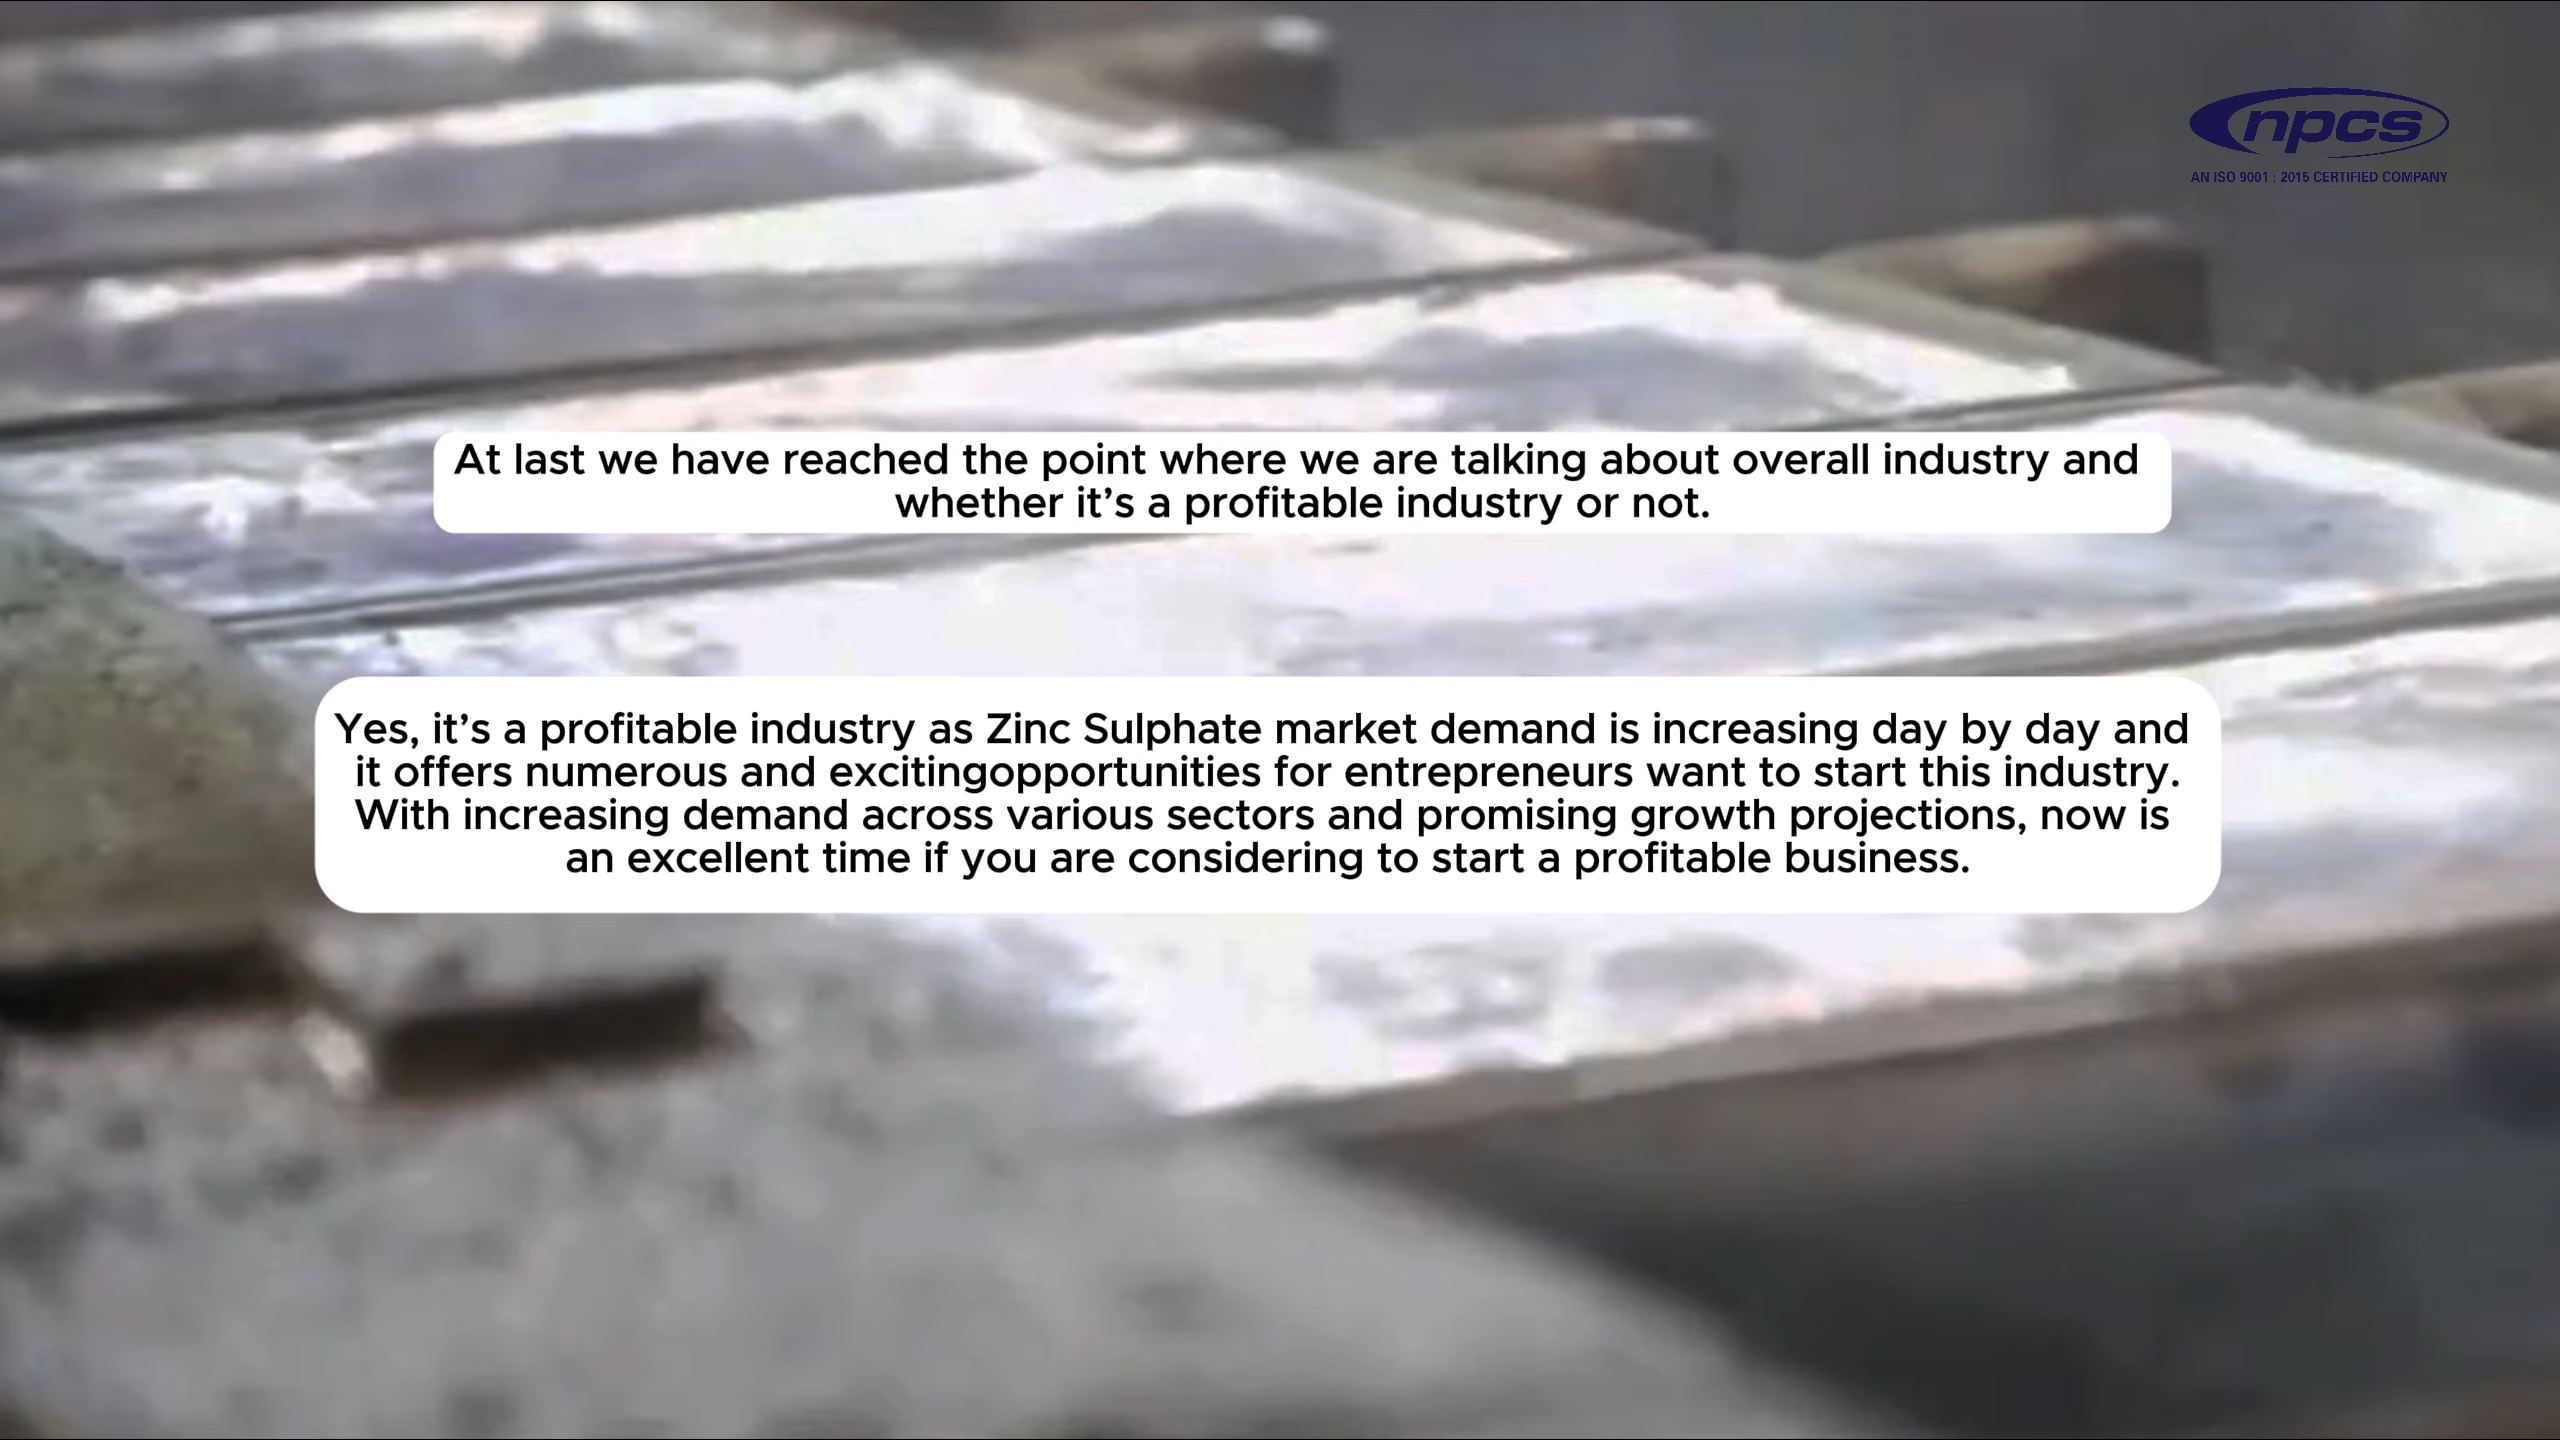 npcs
AN ISO 9001 : 2015 CERTIFIED COMPANY
At last we have reached the point where we are talking about overall industry and
whether it’s a profitable industry or not.
Yes, it’s a profitable industry as Zinc Sulphate market demand is increasing day by day and
it offers numerous and excitingopportunities for entrepreneurs want to start this industry.
With increasing demand across various sectors and promising growth projections, now is
an excellent time if you are considering to start a profitable business.